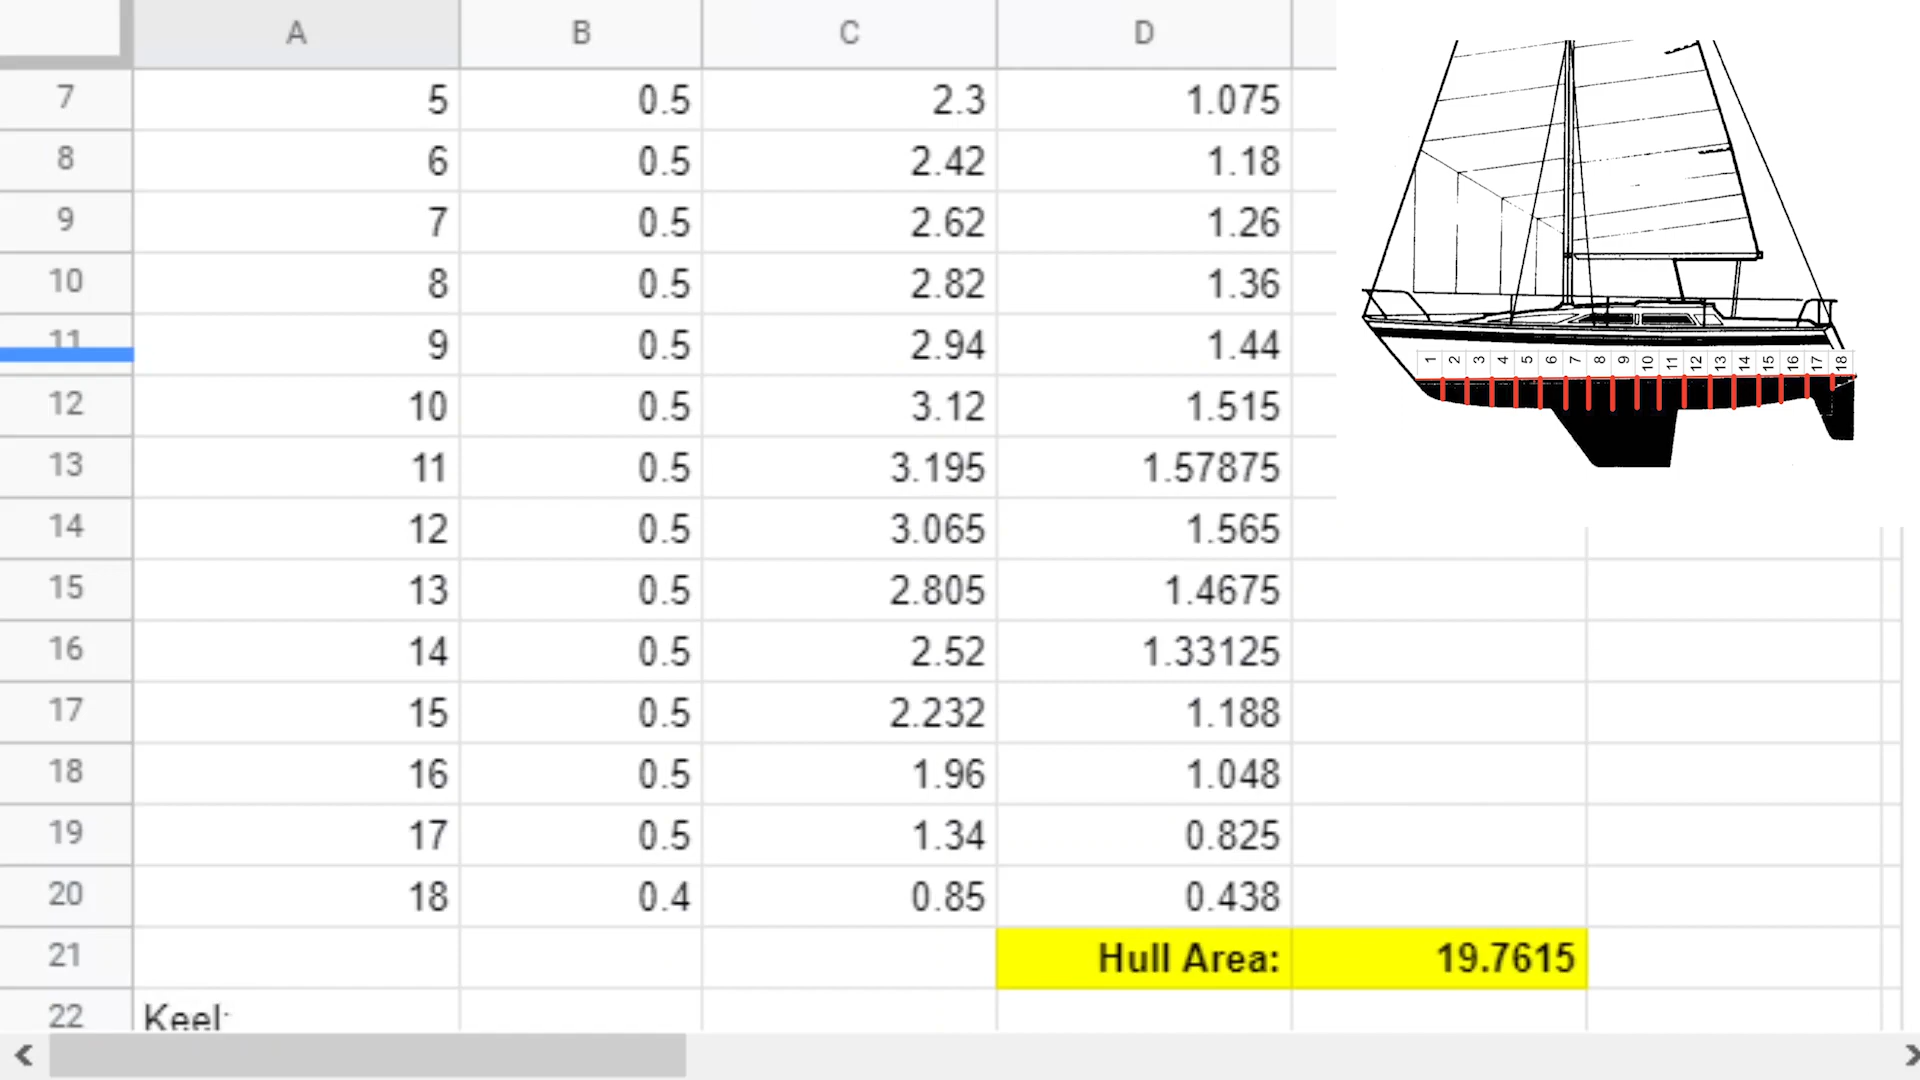 A B C D
7 5 0.5 2.3 1.075
8 6 0.5 2.42 1.18
9 7 0.5 2.62 1.26
10 8 0.5 2.82 1.36
11 9 0.5 2.94 1.44
12 10 0.5 3.12 1.515
13 11 0.5 3.195 1.57875
14 12 0.5 3.065 1.565
15 13 0.5 2.805 1.4675
16 14 0.5 2.52 1.33125
17 15 0.5 2.232 1.188
18 16 0.5 1.96 1.048
19 17 0.5 1.34 0.825
20 18 0.4 0.85 0.438
21 Hull Area: 19.7615
22 Keel:
1 2 3 4 5 6 7 8 9 10 11 12 13 14 15 16 17 18